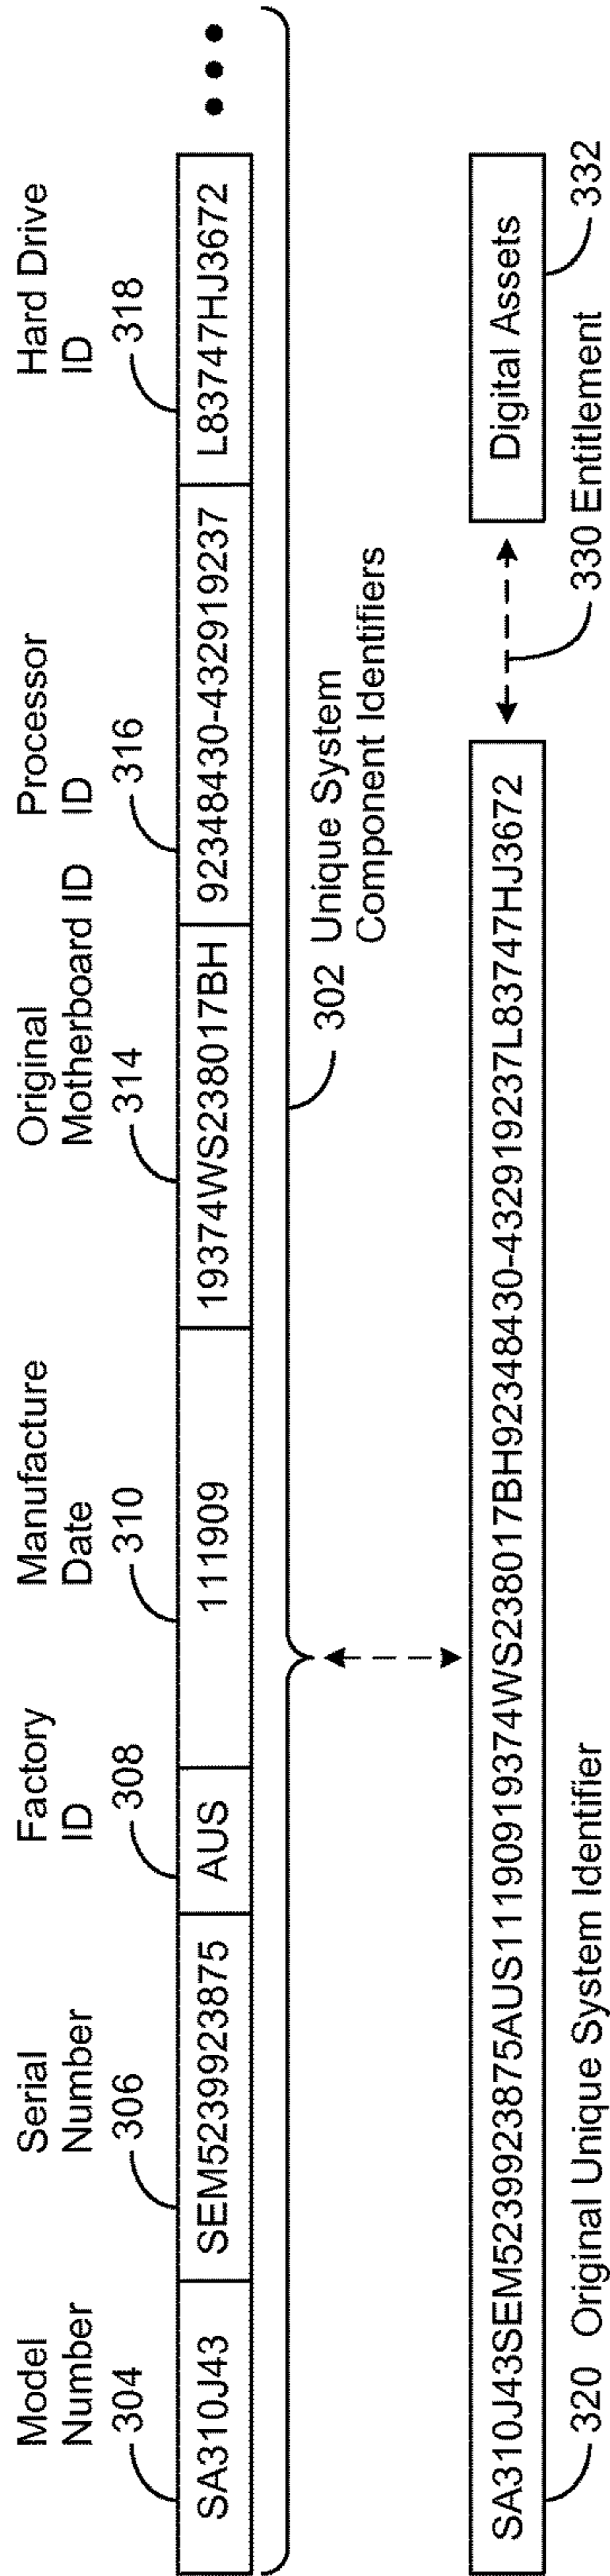 Model
Number
304
Serial
Number
306
Factory
ID
308
Manufacture
Date
310
Original
Motherboard ID
314
Processor
ID
316
Hard Drive
ID
318
SA310J43 SEM5239923875 AUS 111909 19374WS238017BH 92348430-432919237 L83747HJ3672
302 Unique System
Component Identifiers
SA310J43SEM5239923875AUS11190919374WS238017BH92348430-432919237L83747HJ3672
Digital Assets
320 Original Unique System Identifier
330 Entitlement
332